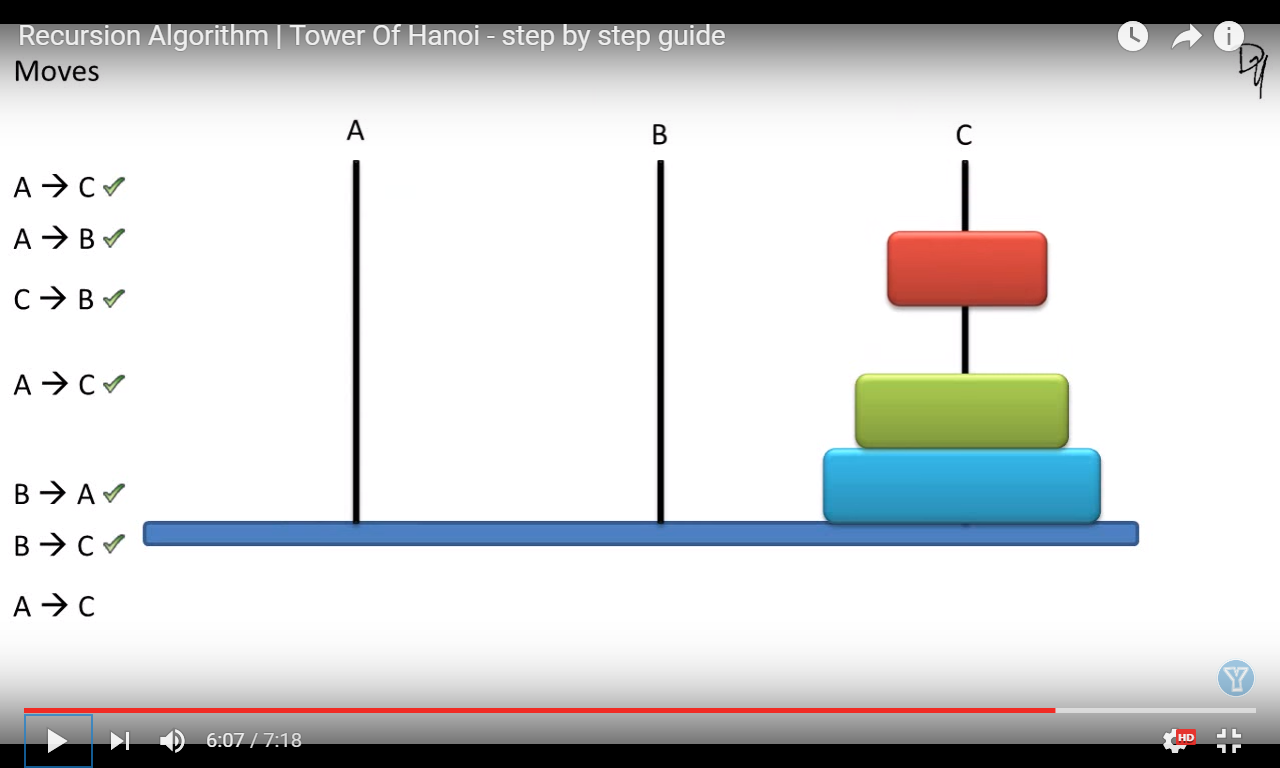 Recursion Algorithm | Tower Of Hanoi - step by step guide
Moves
A B C
A → C
A → B
C → B
A → C
B → A
B → C
A → C
6:07 / 7:18
HD